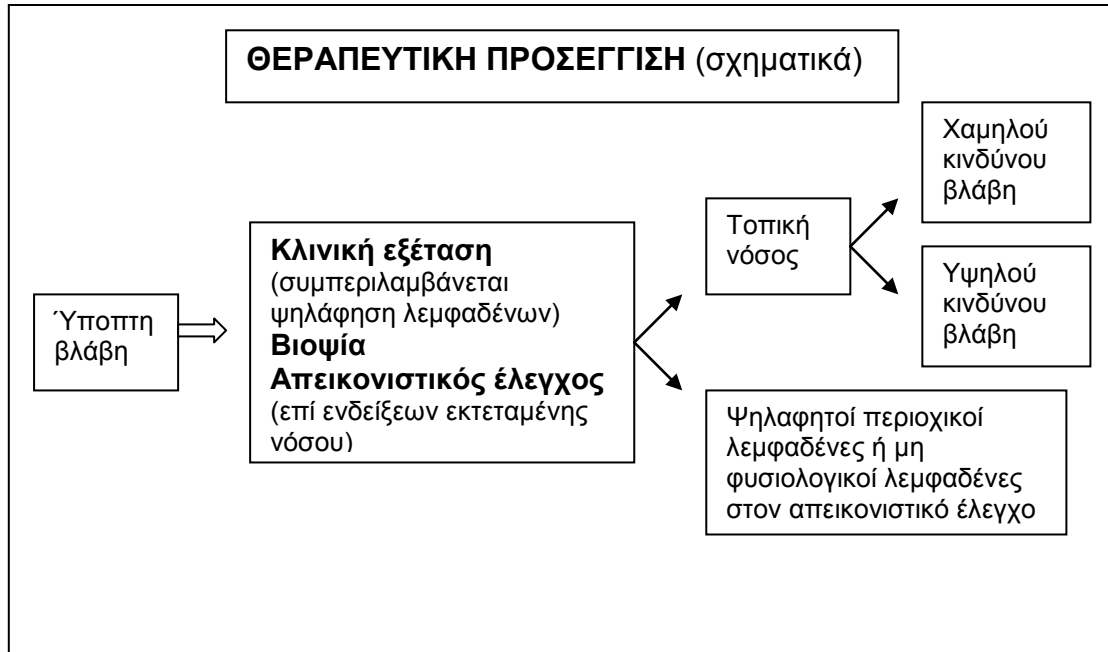 ΘΕΡΑΠΕΥΤΙΚΗ ΠΡΟΣΕΓΓΙΣΗ (σχηματικά)
Ύποπτη
βλάβη
Κλινική εξέταση
(συμπεριλαμβάνεται
ψηλάφηση λεμφαδένων)
Βιοψία
Απεικονιστικός έλεγχος
(επί ενδείξεων εκτεταμένης
νόσου)
Τοπική
νόσος
Χαμηλού
κινδύνου
βλάβη
Υψηλού
κινδύνου
βλάβη
Ψηλαφητοί περιοχικοί
λεμφαδένες ή μη
φυσιολογικοί λεμφαδένες
στον απεικονιστικό έλεγχο